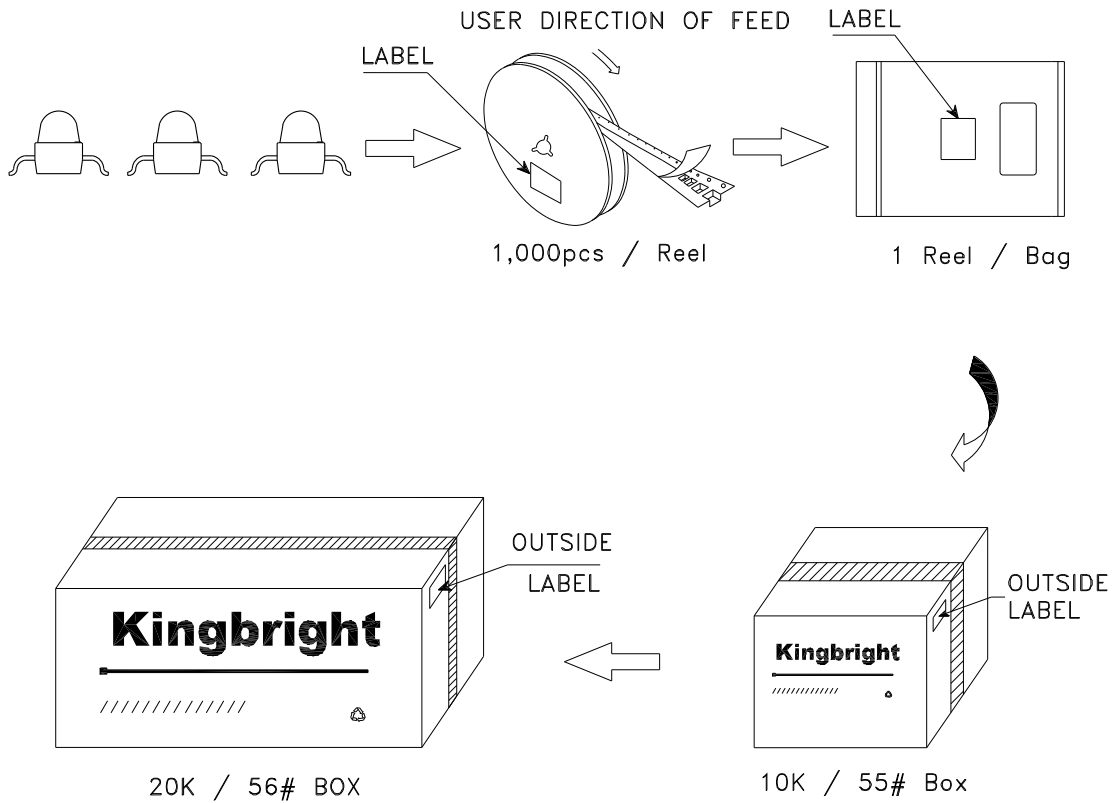 USER DIRECTION OF FEED
LABEL
LABEL
1,000pcs / Reel
1 Reel / Bag
OUTSIDE
LABEL
OUTSIDE
LABEL
Kingbright
Kingbright
20K / 56# BOX
10K / 55# Box